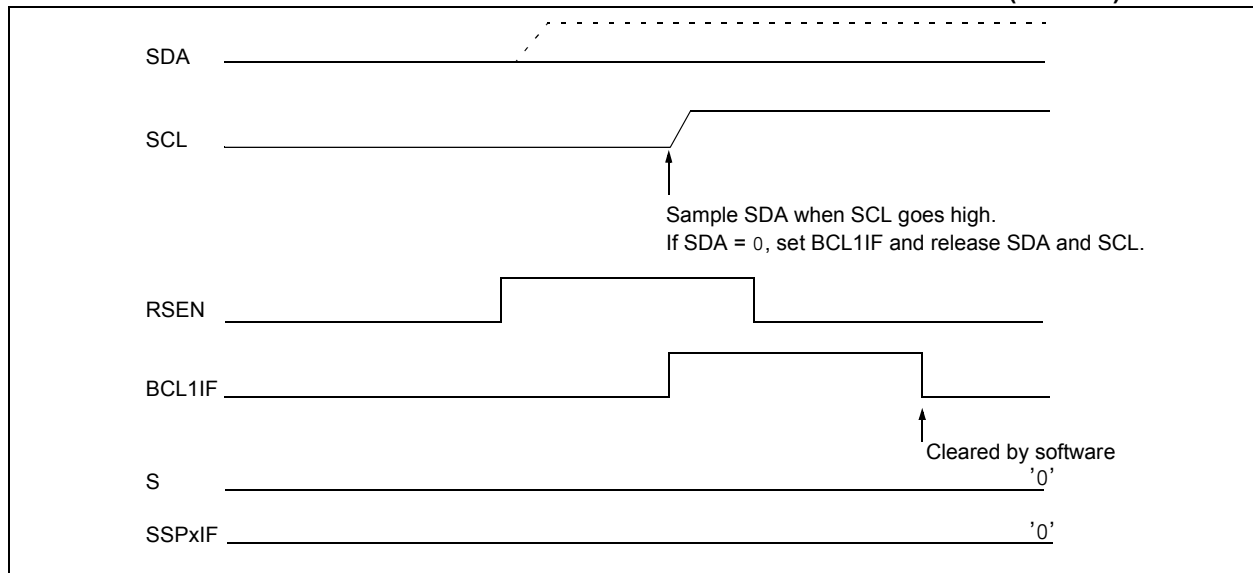 SDA
SCL
Sample SDA when SCL goes high.
If SDA = 0, set BCL1IF and release SDA and SCL.
RSEN
BCL1IF
Cleared by software
S
'0'
SSPxIF
'0'